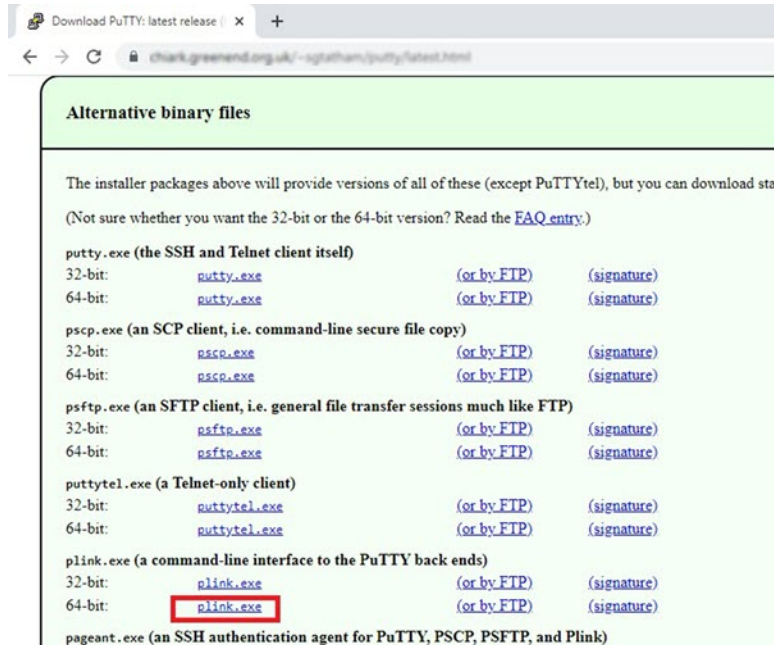 Download PuTTY: latest release (
chiark.greenend.org.uk/~sgtatham/putty/latest.html
Alternative binary files
The installer packages above will provide versions of all of these (except PuTTYtel), but you can download sta
(Not sure whether you want the 32-bit or the 64-bit version? Read the FAQ entry.)
putty.exe (the SSH and Telnet client itself)
32-bit: putty.exe (or by FTP) (signature)
64-bit: putty.exe (or by FTP) (signature)
pscp.exe (an SCP client, i.e. command-line secure file copy)
32-bit: pscp.exe (or by FTP) (signature)
64-bit: pscp.exe (or by FTP) (signature)
psftp.exe (an SFTP client, i.e. general file transfer sessions much like FTP)
32-bit: psftp.exe (or by FTP) (signature)
64-bit: psftp.exe (or by FTP) (signature)
puttytel.exe (a Telnet-only client)
32-bit: puttytel.exe (or by FTP) (signature)
64-bit: puttytel.exe (or by FTP) (signature)
plink.exe (a command-line interface to the PuTTY back ends)
32-bit: plink.exe (or by FTP) (signature)
64-bit: plink.exe (or by FTP) (signature)
pageant.exe (an SSH authentication agent for PuTTY, PSCP, PSFTP, and Plink)